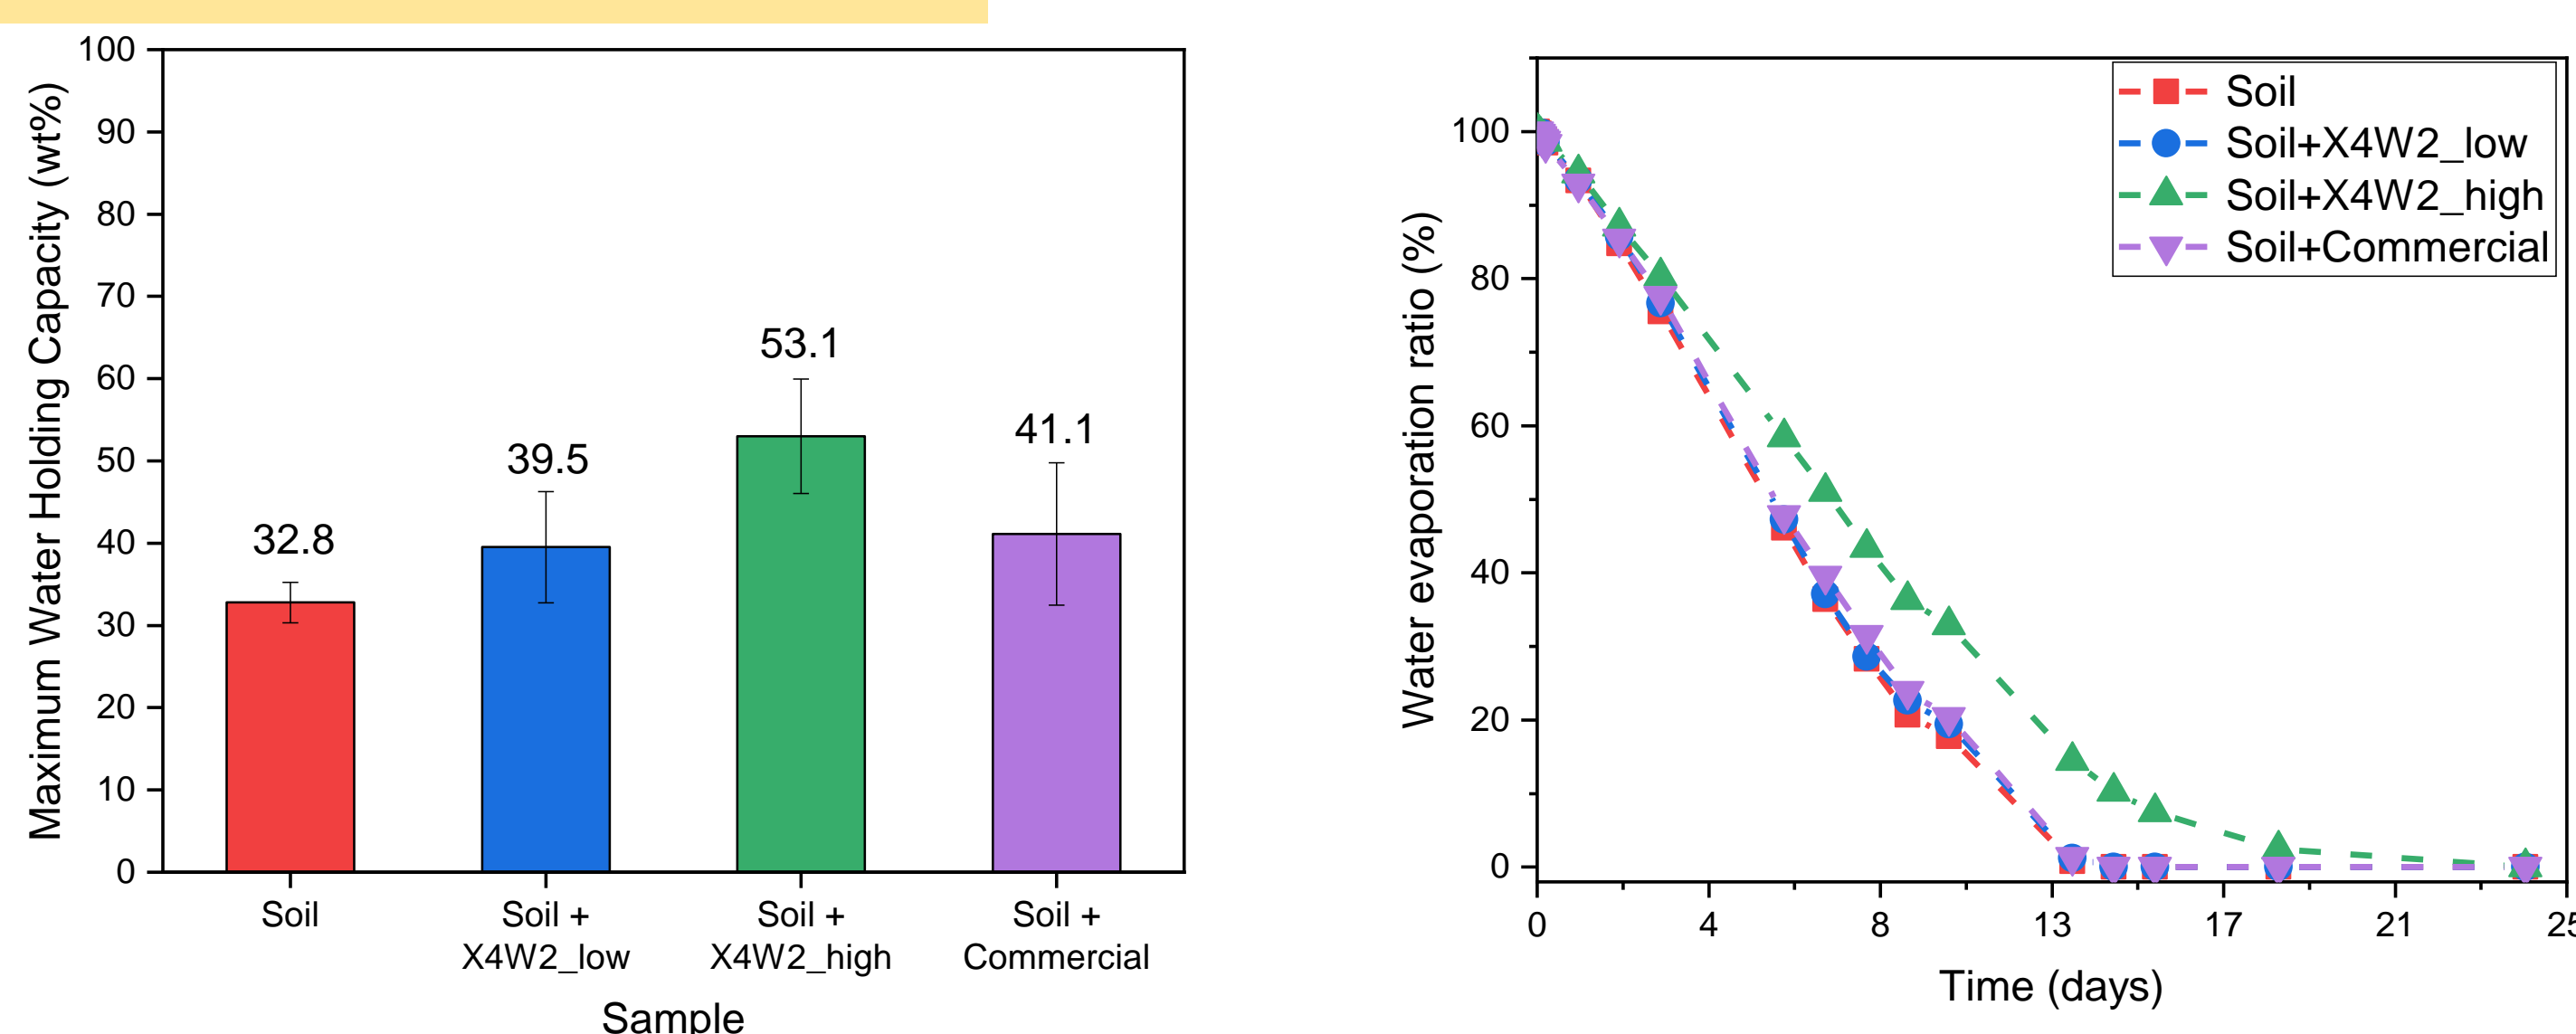 Maximum Water Holding Capacity (wt%)
100
90
80
70
60
50
40
30
20
10
0
32.8
39.5
53.1
41.1
Soil
Soil +
X4W2_low
Soil +
X4W2_high
Soil +
Commercial
Sample
Water evaporation ratio (%)
100
80
60
40
20
0
Soil
Soil+X4W2_low
Soil+X4W2_high
Soil+Commercial
0
4
8
13
17
21
25
Time (days)